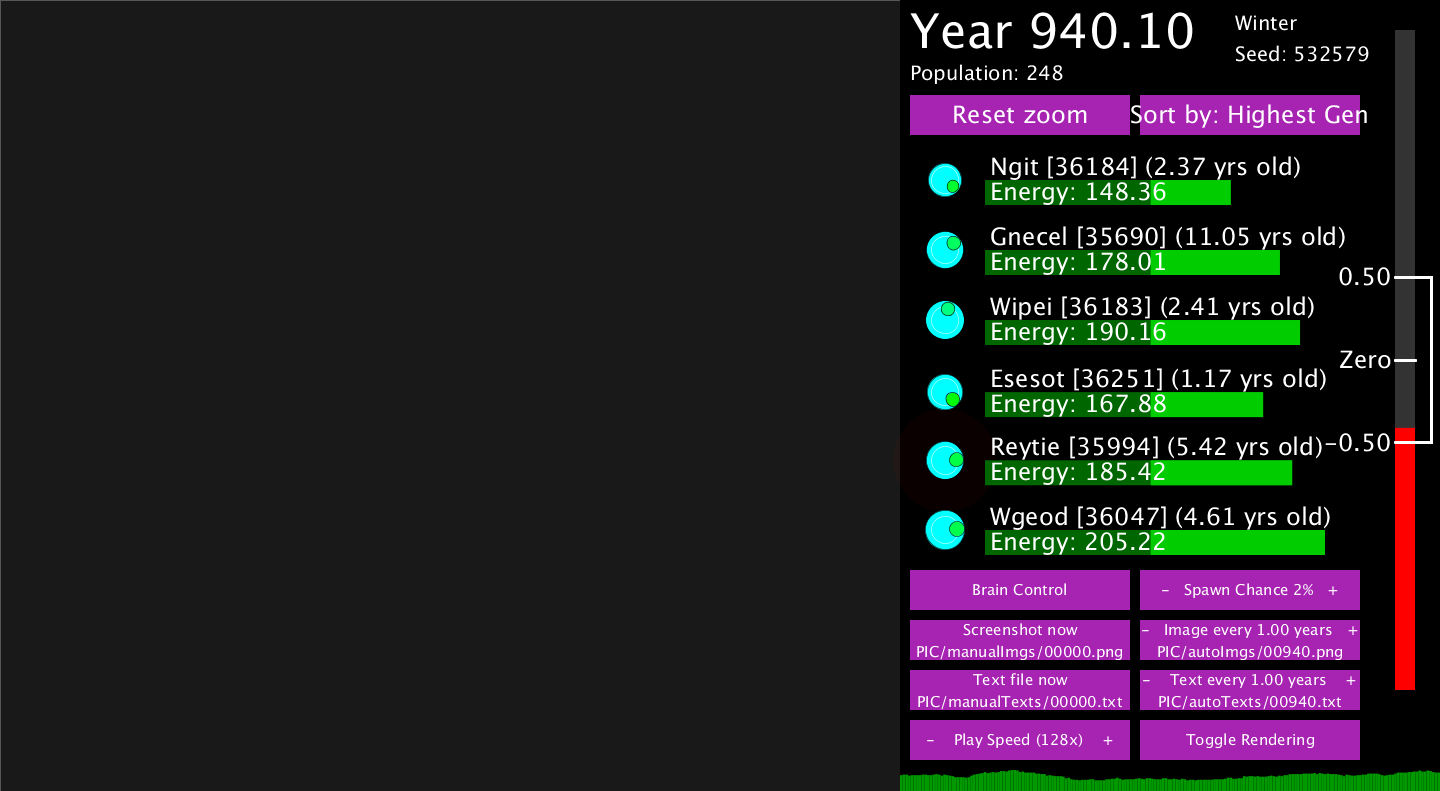 Year 940.10
Winter
Seed: 532579
Population: 248
Reset zoom
Sort by: Highest Gen
Ngit [36184] (2.37 yrs old)
Energy: 148.36
Gnecel [35690] (11.05 yrs old)
Energy: 178.01
0.50
Wipei [36183] (2.41 yrs old)
Energy: 190.16
Zero
Esesot [36251] (1.17 yrs old)
Energy: 167.88
Reytie [35994] (5.42 yrs old)
-0.50
Energy: 185.42
Wgeod [36047] (4.61 yrs old)
Energy: 205.22
Brain Control
- Spawn Chance 2% +
Screenshot now
PIC/manualImgs/00000.png
- Image every 1.00 years +
PIC/autoImgs/00940.png
Text file now
PIC/manualTexts/00000.txt
- Text every 1.00 years +
PIC/autoTexts/00940.txt
- Play Speed (128x) +
Toggle Rendering